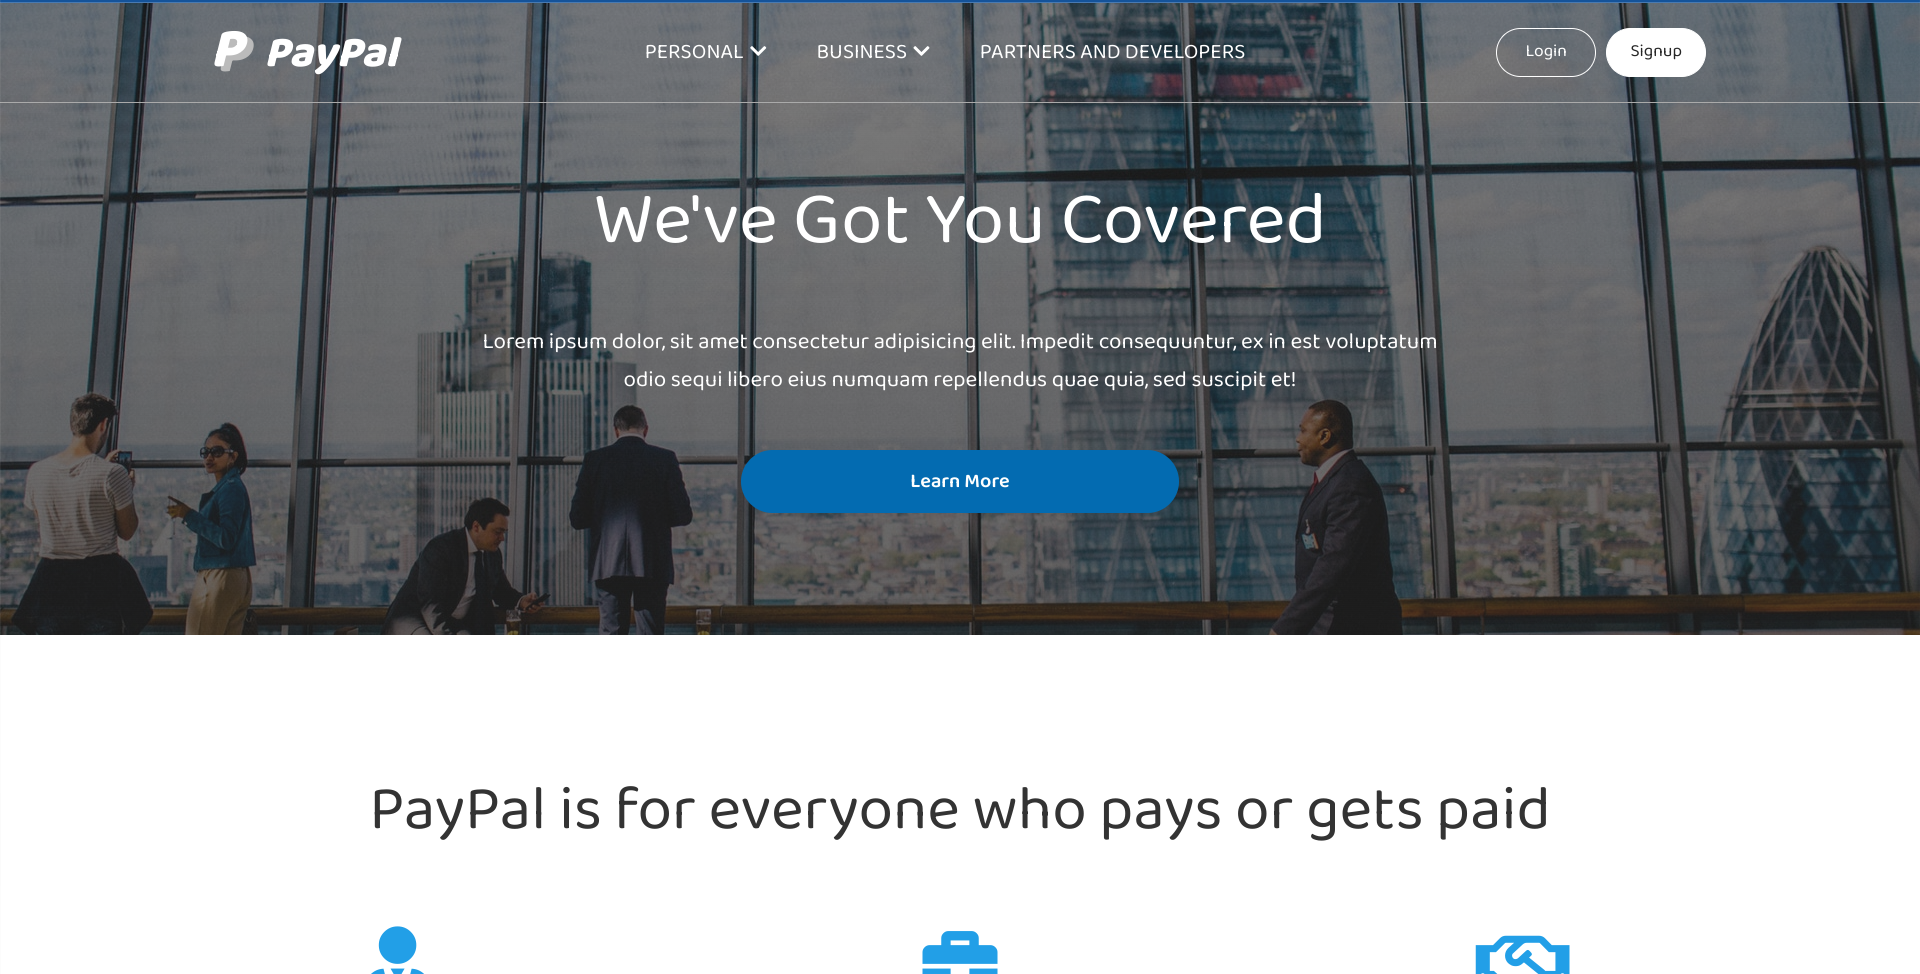 PayPal
PERSONAL
BUSINESS
PARTNERS AND DEVELOPERS
Login
Signup
We've Got You Covered
Lorem ipsum dolor, sit amet consectetur adipisicing elit. Impedit consequuntur, ex in est voluptatum
odio sequi libero eius numquam repellendus quae quia, sed suscipit et!
Learn More
PayPal is for everyone who pays or gets paid